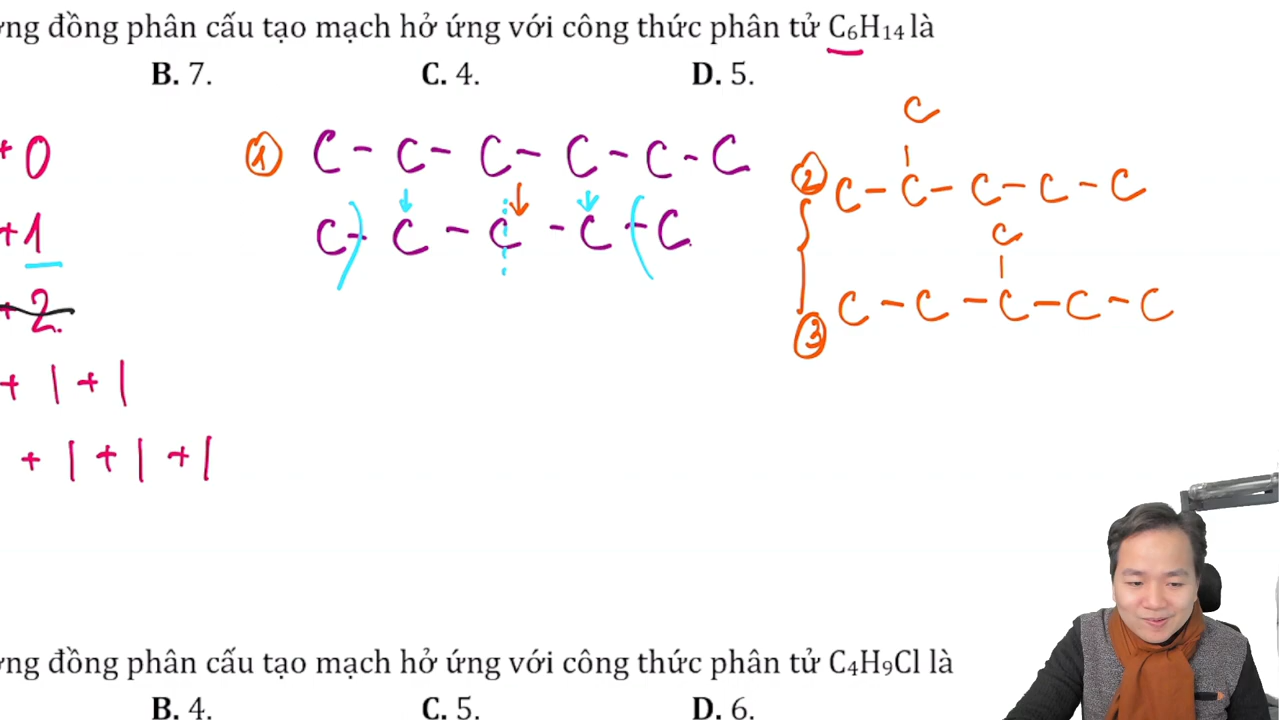 ợng đồng phân cấu tạo mạch hở ứng với công thức phân tử C₆H₁₄ là
B. 7. C. 4. D. 5.
+ 0
+1
+ 2.
+ 1 + 1
+ 1 + 1 + 1
① C - C - C - C - C - C
C - C - C - C - C
C
② C - C - C - C - C
C
③ C - C - C - C - C
ợng đồng phân cấu tạo mạch hở ứng với công thức phân tử C₄H₉Cl là
B. 4. C. 5. D. 6.